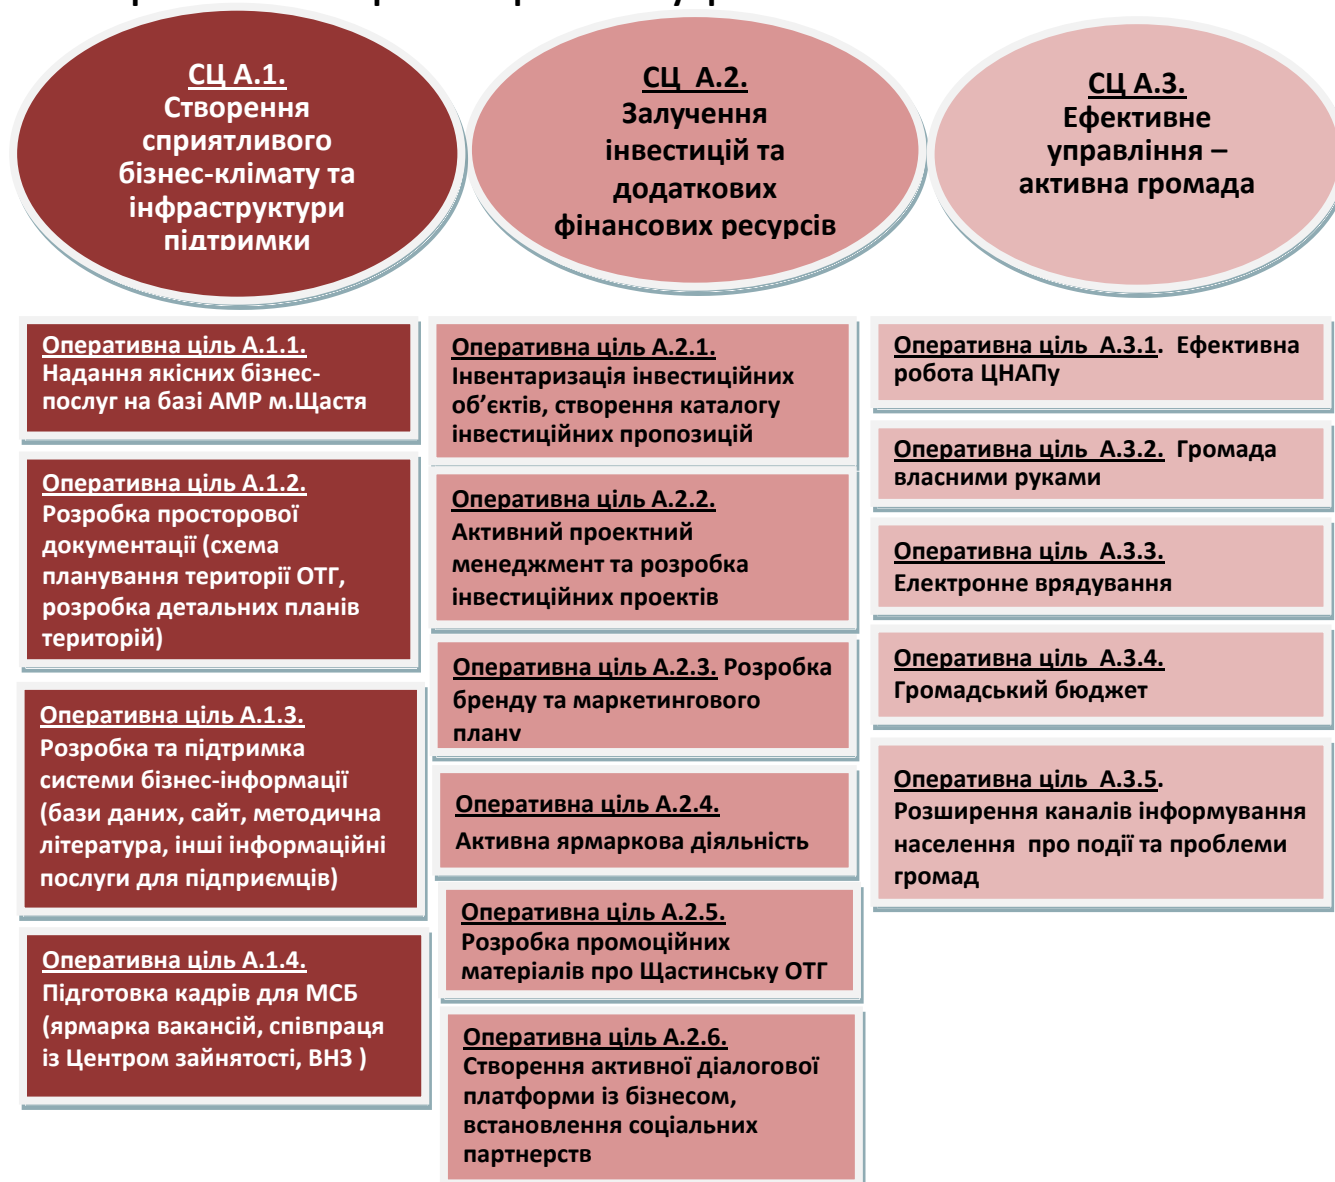 СЦ А.1.
Створення
сприятливого
бізнес-клімату та
інфраструктури
підтримки
СЦ А.2.
Залучення
інвестицій та
додаткових
фінансових ресурсів
СЦ А.3.
Ефективне
управління –
активна громада
Оперативна ціль А.1.1.
Надання якісних бізнес-
послуг на базі АМР м.Щастя
Оперативна ціль А.1.2.
Розробка просторової
документації (схема
планування території ОТГ,
розробка детальних планів
територій)
Оперативна ціль А.1.3.
Розробка та підтримка
системи бізнес-інформації
(бази даних, сайт, методична
література, інші інформаційні
послуги для підприємців)
Оперативна ціль А.1.4.
Підготовка кадрів для МСБ
(ярмарка вакансій, співпраця
із Центром зайнятості, ВНЗ )
Оперативна ціль А.2.1.
Інвентаризація інвестиційних
об’єктів, створення каталогу
інвестиційних пропозицій
Оперативна ціль А.2.2.
Активний проектний
менеджмент та розробка
інвестиційних проектів
Оперативна ціль А.2.3. Розробка
бренду та маркетингового
плану
Оперативна ціль А.2.4.
Активна ярмаркова діяльність
Оперативна ціль А.2.5.
Розробка промоційних
матеріалів про Щастинську ОТГ
Оперативна ціль А.2.6.
Створення активної діалогової
платформи із бізнесом,
встановлення соціальних
партнерств
Оперативна ціль А.3.1. Ефективна
робота ЦНАПу
Оперативна ціль А.3.2. Громада
власними руками
Оперативна ціль А.3.3.
Електронне врядування
Оперативна ціль А.3.4.
Громадський бюджет
Оперативна ціль А.3.5.
Розширення каналів інформування
населення про події та проблеми
громад